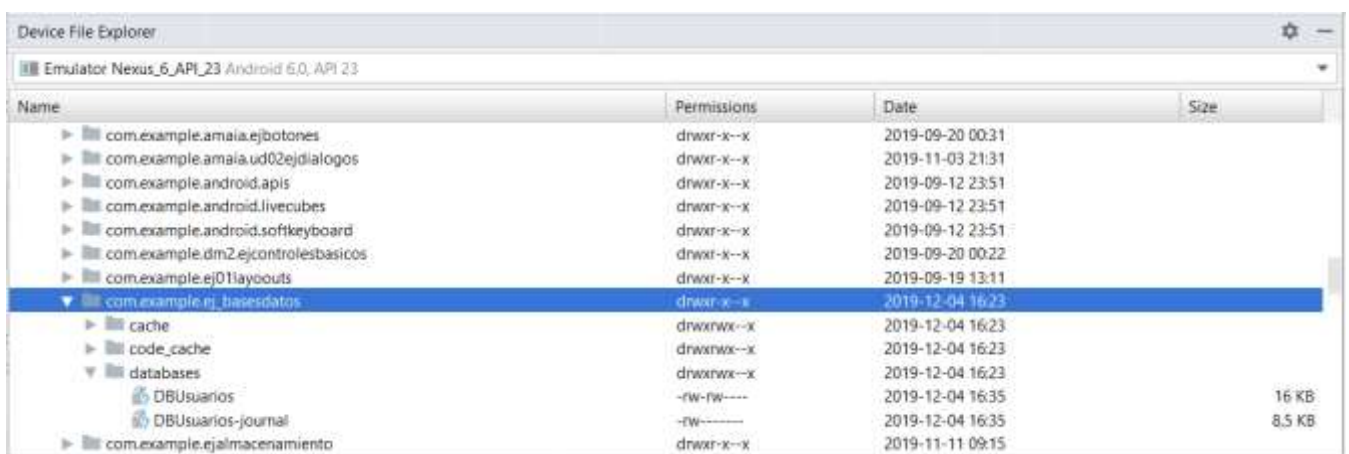 Device File Explorer
Emulator Nexus_6_API_23 Android 6.0, API 23
Name Permissions Date Size
com.example.amaia.ejbotones drwxr-x--x 2019-09-20 00:31
com.example.amaia.ud02ejdialogos drwxr-x--x 2019-11-03 21:31
com.example.android.apis drwxr-x--x 2019-09-12 23:51
com.example.android.livecubes drwxr-x--x 2019-09-12 23:51
com.example.android.softkeyboard drwxr-x--x 2019-09-12 23:51
com.example.dm2.ejcontrolesbasicos drwxr-x--x 2019-09-20 00:22
com.example.ej01layoouts drwxr-x--x 2019-09-19 13:11
com.example.ej_basesdatos drwxr-x--x 2019-12-04 16:23
cache drwxrwx--x 2019-12-04 16:23
code_cache drwxrwx--x 2019-12-04 16:23
databases drwxrwx--x 2019-12-04 16:23
DBUsuarios -rw-rw---- 2019-12-04 16:35 16 KB
DBUsuarios-journal -rw------- 2019-12-04 16:35 8,5 KB
com.example.ejalmacenamiento drwxr-x--x 2019-11-11 09:15